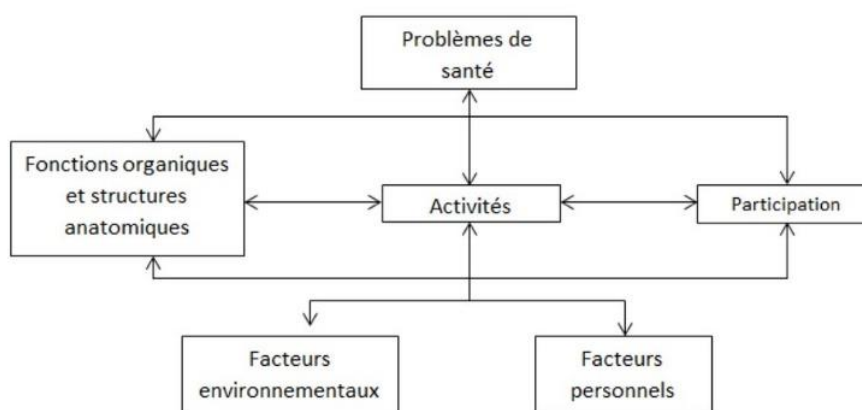 Problèmes de
santé
Fonctions organiques
et structures
anatomiques
Activités
Participation
Facteurs
environnementaux
Facteurs
personnels